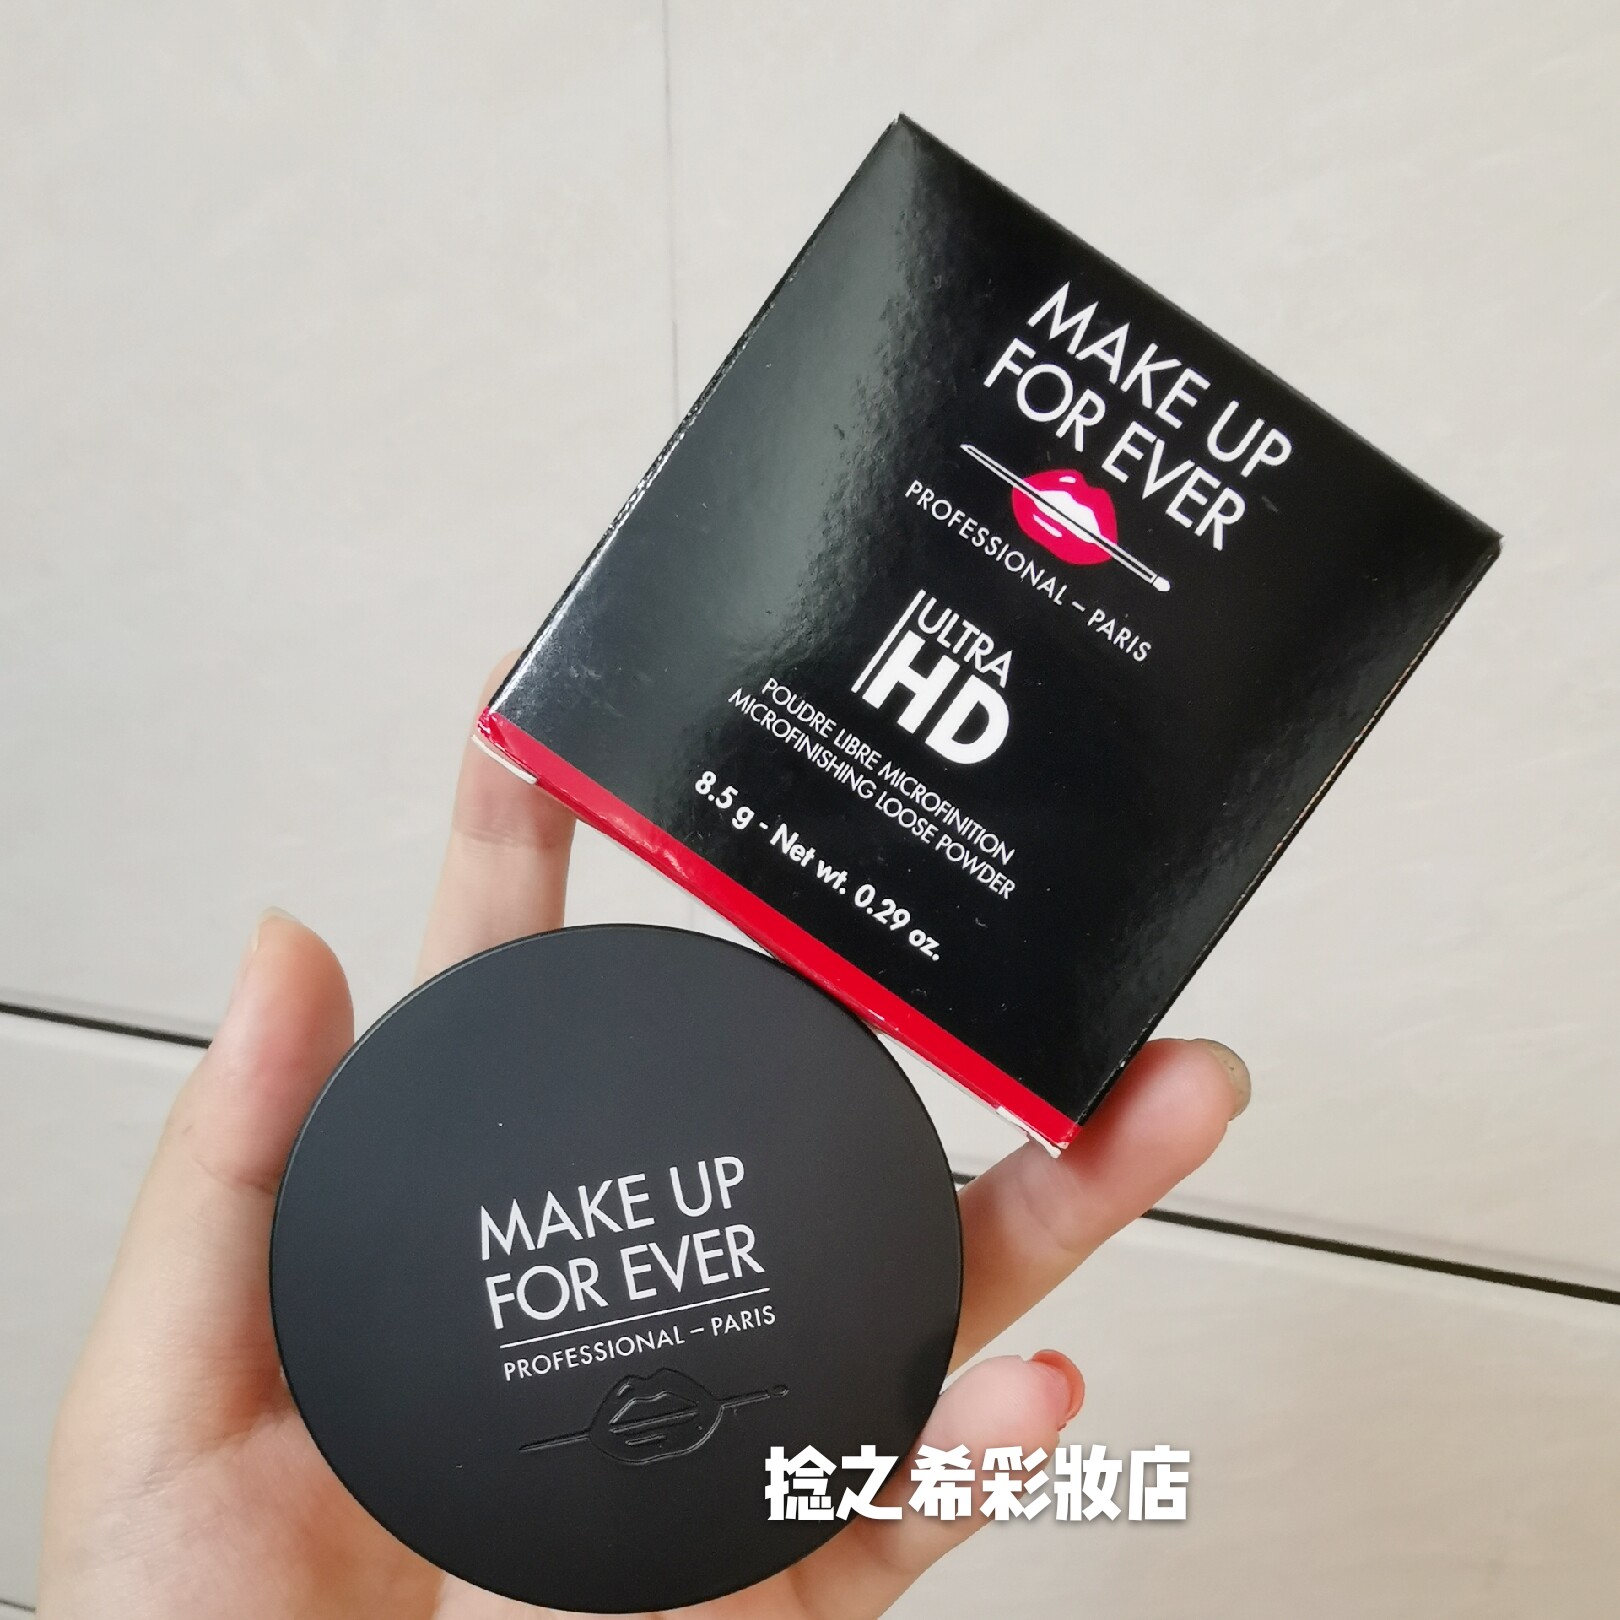 MAKE UP
FOR EVER
PROFESSIONAL – PARIS
ULTRA
HD
POUDRE LIBRE MICROFINITION
MICROFINISHING LOOSE POWDER
8.5 g - Net wt. 0.29 oz.
MAKE UP
FOR EVER
PROFESSIONAL – PARIS
捻之希彩妝店